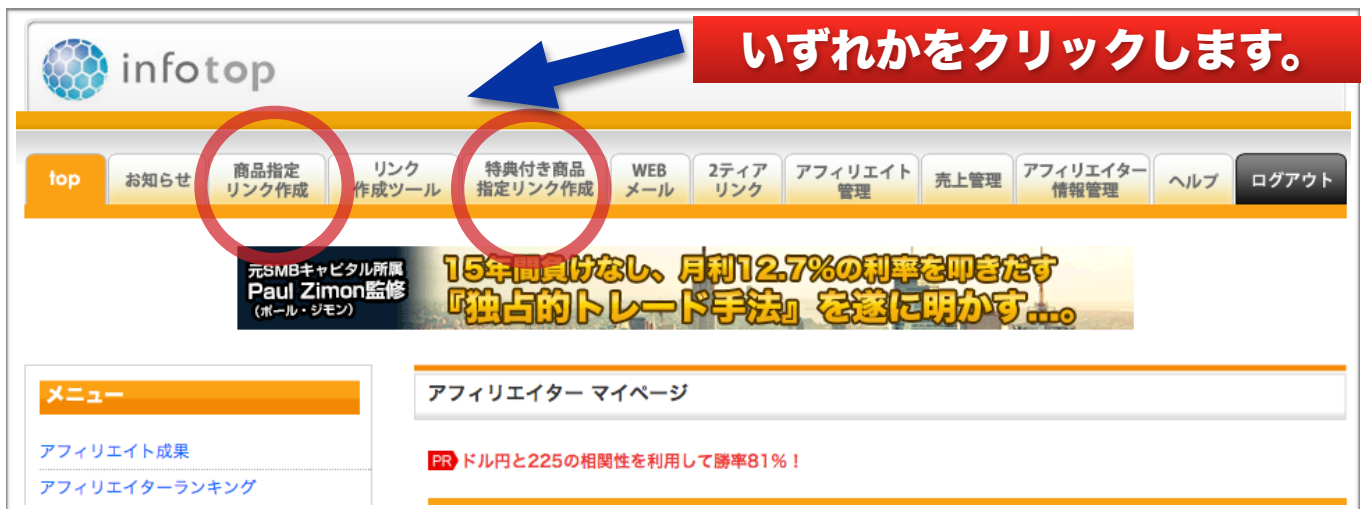 infotop
いずれかをクリックします。
top
お知らせ
商品指定
リンク作成
リンク
作成ツール
特典付き商品
指定リンク作成
WEB
メール
2ティア
リンク
アフィリエイト
管理
売上管理
アフィリエイター
情報管理
ヘルプ
ログアウト
元SMBキャピタル所属
Paul Zimon監修
（ポール・ジモン）
15年間負けなし、月利12.7%の利率を叩きだす
『独占的トレード手法』を遂に明かす…。
メニュー
アフィリエイト成果
アフィリエイターランキング
アフィリエイター マイページ
PR ドル円と225の相関性を利用して勝率81%！